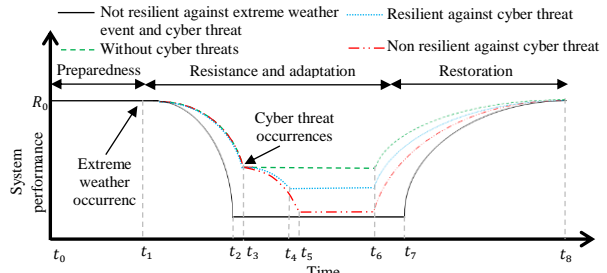 Not resilient against extreme weather
event and cyber threat
Resilient against cyber threat
Without cyber threats
Non resilient against cyber threat
Preparedness
Resistance and adaptation
Restoration
R₀
Cyber threat
occurrences
Extreme
weather
occurrenc
System
performance
t₀ t₁ t₂ t₃ t₄ t₅ t₆ t₇ t₈
Time